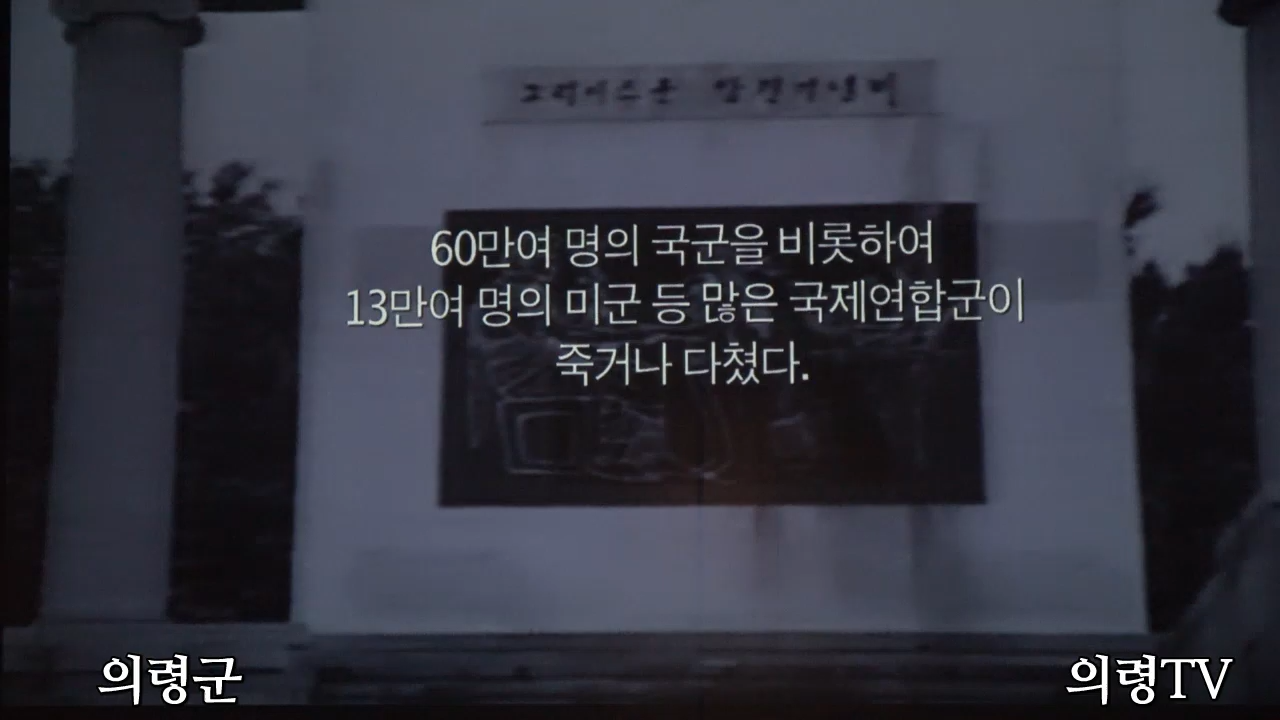 60만여 명의 국군을 비롯하여
13만여 명의 미군 등 많은 국제연합군이
죽거나 다쳤다.
의령군
의령TV